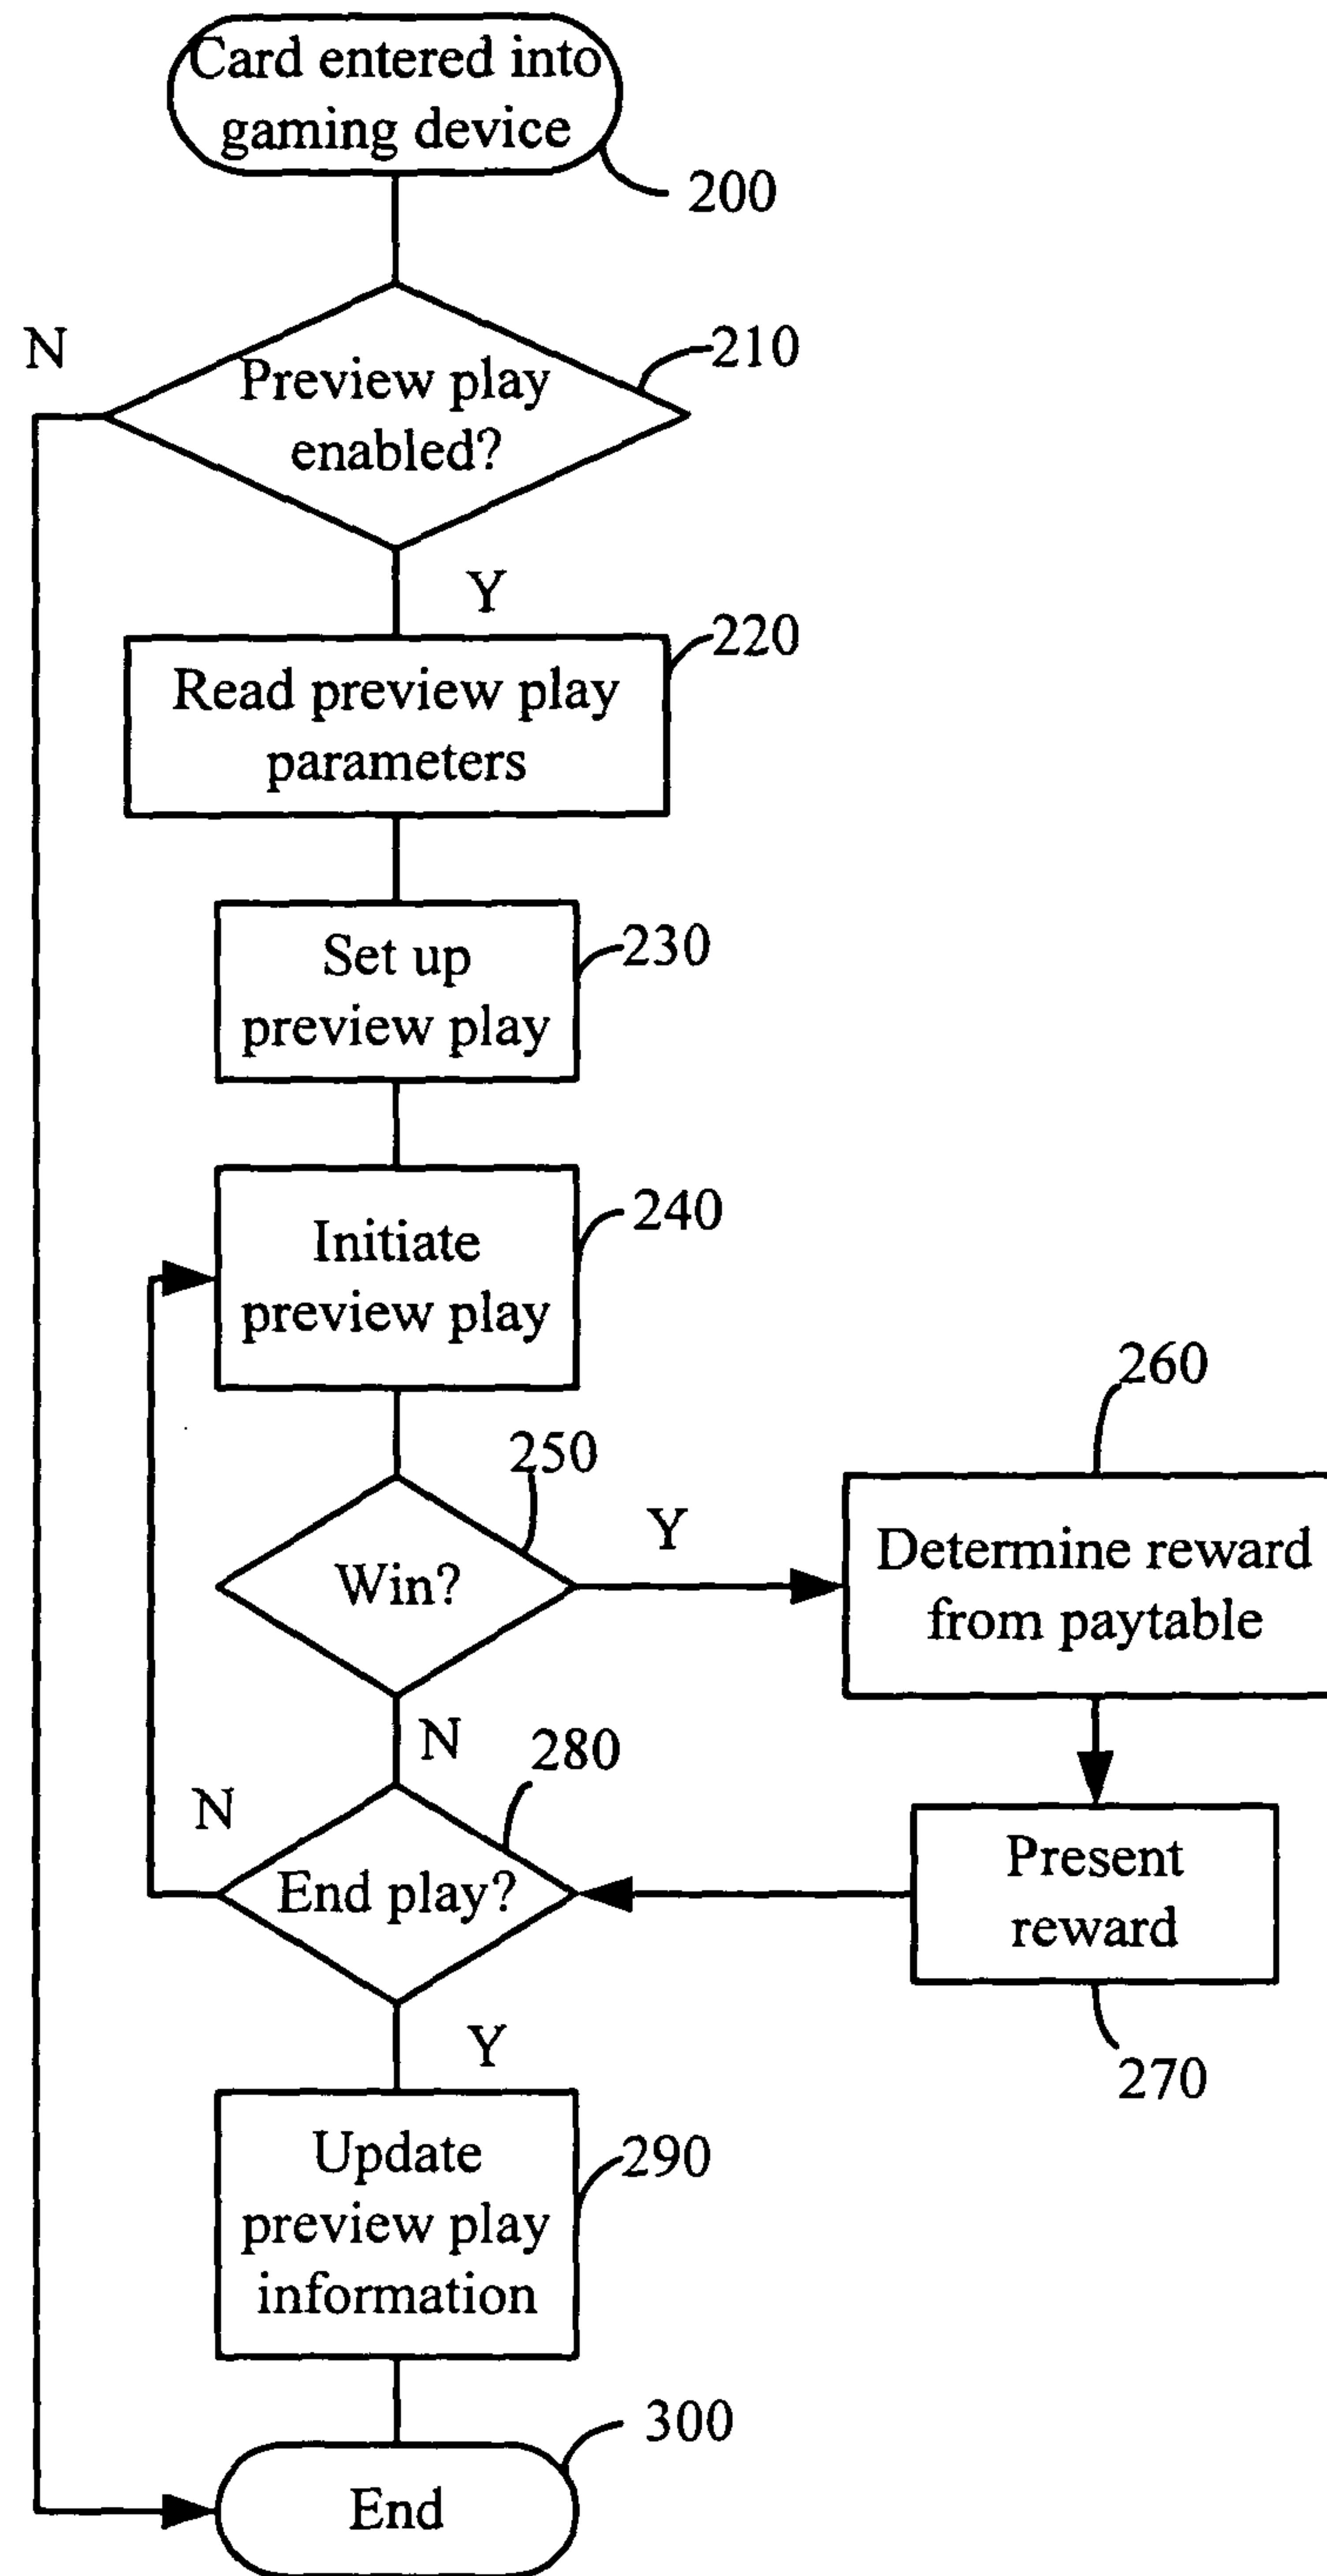 Card entered into
gaming device
200
N
210
Preview play
enabled?
Y
220
Read preview play
parameters
230
Set up
preview play
240
Initiate
preview play
250
Win?
Y
260
Determine reward
from paytable
N
280
N
End play?
Present
reward
270
Y
290
Update
preview play
information
300
End